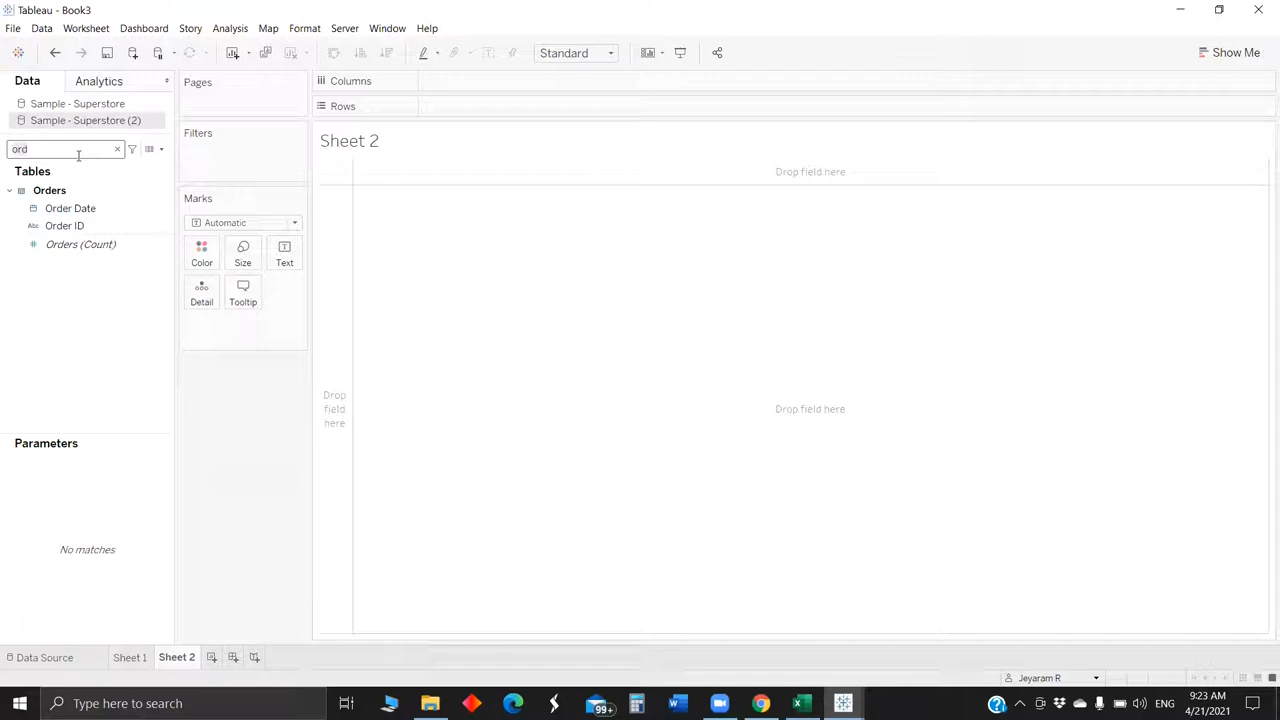 Tableau - Book3
File Data Worksheet Dashboard Story Analysis Map Format Server Window Help
Standard
Show Me
Data Analytics
Pages
Columns
Sample - Superstore
Sample - Superstore (2)
Rows
Filters
Sheet 2
ord
Tables
Drop field here
Orders
Marks
Order Date
Abc Order ID
Automatic
Orders (Count)
Color Size Text
Detail Tooltip
Drop
field
here
Drop field here
Parameters
No matches
Data Source Sheet 1 Sheet 2
Jeyaram R
Type here to search
99+
ENG
9:23 AM
4/21/2021